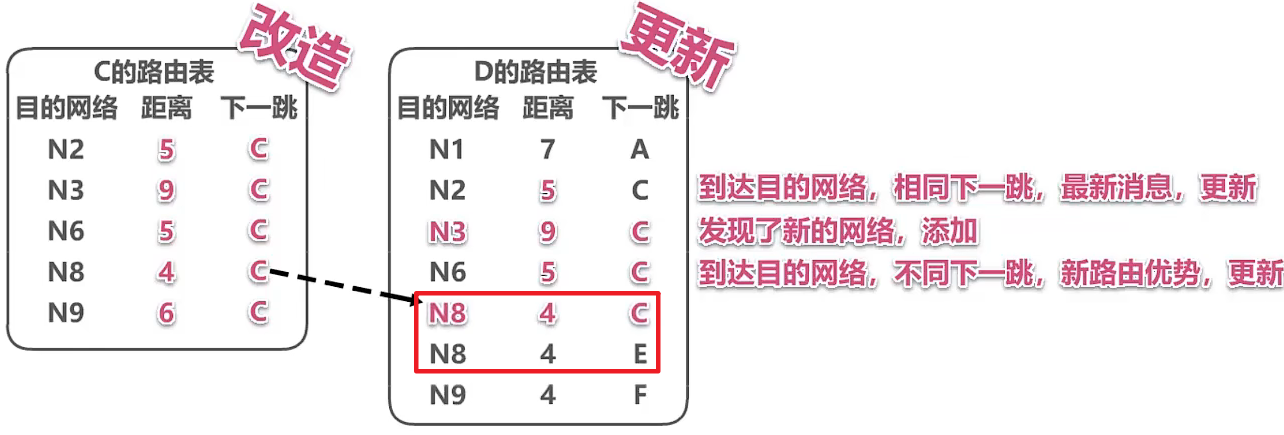 改造
C的路由表
目的网络 距离 下一跳
N2 5 C
N3 9 C
N6 5 C
N8 4 C
N9 6 C
更新
D的路由表
目的网络 距离 下一跳
N1 7 A
N2 5 C 到达目的网络，相同下一跳，最新消息，更新
N3 9 C 发现了新的网络，添加
N6 5 C 到达目的网络，不同下一跳，新路由优势，更新
N8 4 C
N8 4 E
N9 4 F